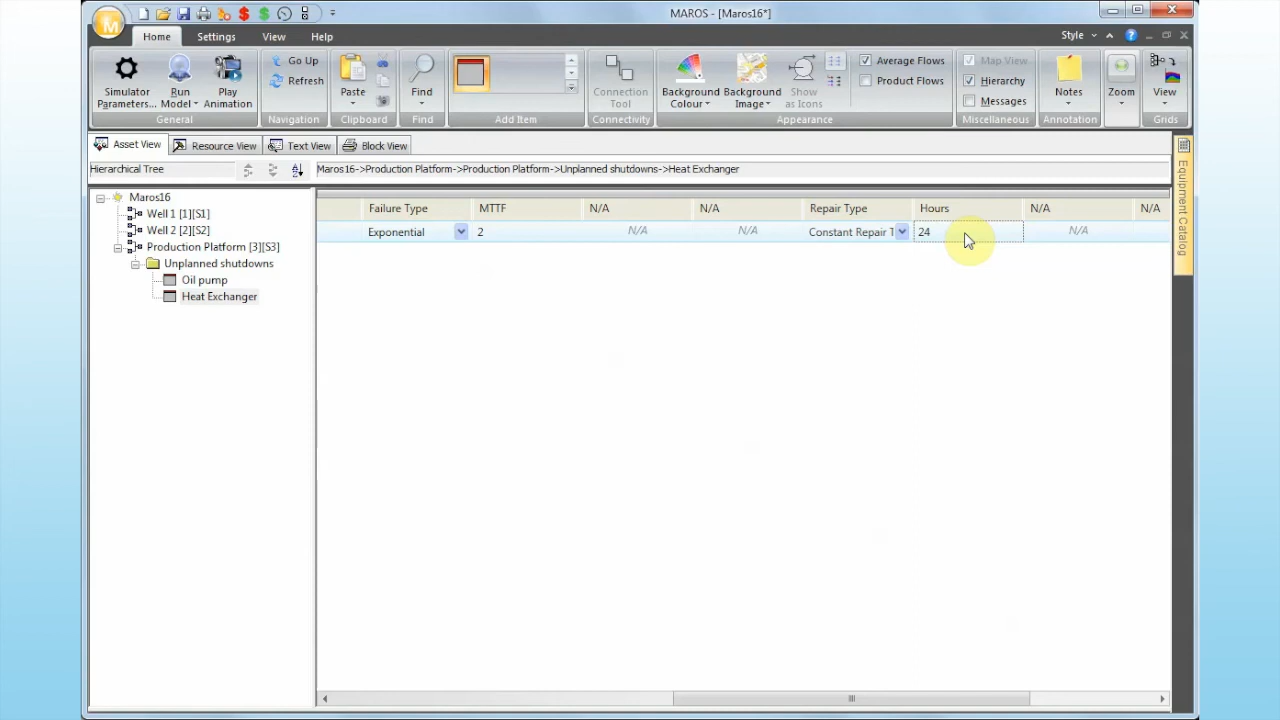 MAROS - [Maros16*]
Home Settings View Help Style
Simulator Parameters... Run Model Play Animation General
Go Up Refresh Navigation
Paste Clipboard
Find Find
Add Item
Connection Tool Connectivity
Background Colour Background Image Show as Icons Average Flows Product Flows Appearance
Map View Hierarchy Messages Miscellaneous
Notes Annotation
Zoom
View Grids
Asset View Resource View Text View Block View
Hierarchical Tree
Maros16->Production Platform->Production Platform->Unplanned shutdowns->Heat Exchanger
Maros16
Well 1 [1][S1]
Well 2 [2][S2]
Production Platform [3][S3]
Unplanned shutdowns
Oil pump
Heat Exchanger
Failure Type MTTF N/A N/A Repair Type Hours N/A N/A
Exponential 2 N/A N/A Constant Repair T 24 N/A
Equipment Catalog